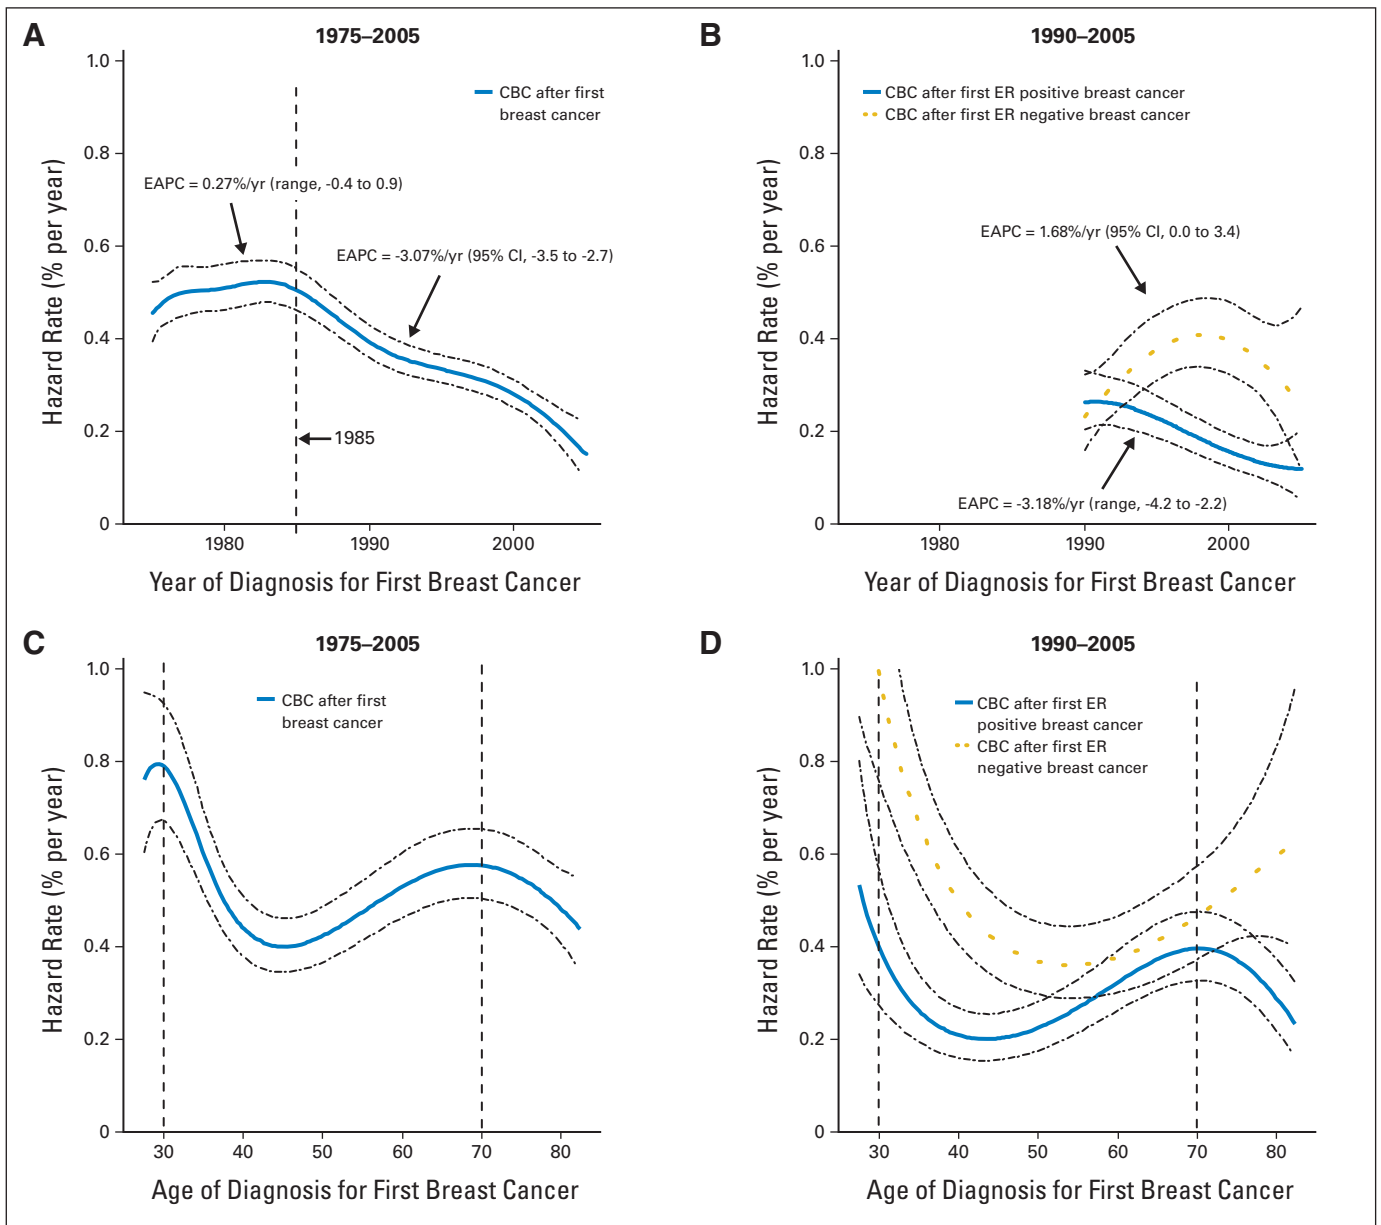 A
1975–2005
1.0
0.8
0.6
0.4
0.2
0
Hazard Rate (% per year)
CBC after first
breast cancer
EAPC = 0.27%/yr (range, -0.4 to 0.9)
EAPC = -3.07%/yr (95% CI, -3.5 to -2.7)
1985
1980 1990 2000
Year of Diagnosis for First Breast Cancer
B
1990–2005
1.0
0.8
0.6
0.4
0.2
0
Hazard Rate (% per year)
CBC after first ER positive breast cancer
CBC after first ER negative breast cancer
EAPC = 1.68%/yr (95% CI, 0.0 to 3.4)
EAPC = -3.18%/yr (range, -4.2 to -2.2)
1980 1990 2000
Year of Diagnosis for First Breast Cancer
C
1975–2005
1.0
0.8
0.6
0.4
0.2
0
Hazard Rate (% per year)
CBC after first
breast cancer
30 40 50 60 70 80
Age of Diagnosis for First Breast Cancer
D
1990–2005
1.0
0.8
0.6
0.4
0.2
0
Hazard Rate (% per year)
CBC after first ER
positive breast cancer
CBC after first ER
negative breast cancer
30 40 50 60 70 80
Age of Diagnosis for First Breast Cancer